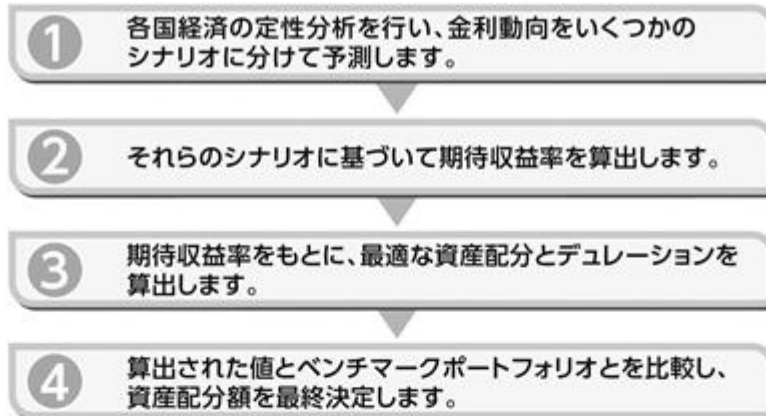 1
各国経済の定性分析を行い、金利動向をいくつかの
シナリオに分けて予測します。
2
それらのシナリオに基づいて期待収益率を算出します。
3
期待収益率をもとに、最適な資産配分とデュレーションを
算出します。
4
算出された値とベンチマークポートフォリオとを比較し、
資産配分額を最終決定します。